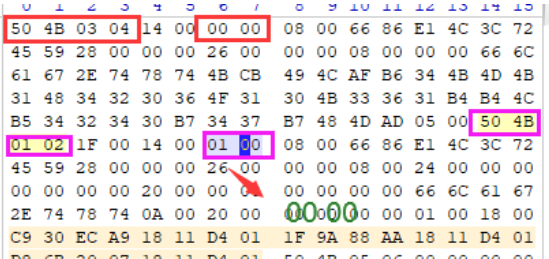 0 1 2 3 4 5 6 7 8 9 10 11 12 13 14 15
50 4B 03 04 14 00 00 00 08 00 66 86 E1 4C 3C 72
45 59 28 00 00 00 26 00 00 00 08 00 00 00 66 6C
61 67 2E 74 78 74 4B CB 49 4C AF B6 34 4B 4D 4B
31 48 34 32 30 36 4F 31 30 4B 33 36 31 B4 B4 4C
B5 34 32 34 30 B7 34 37 B7 48 4D AD 05 00 50 4B
01 02 1F 00 14 00 01 00 08 00 66 86 E1 4C 3C 72
45 59 28 00 00 00 26 00 00 00 08 00 24 00 00 00
00 00 00 00 20 00 00 00 00 00 00 00 66 6C 61 67
2E 74 78 74 0A 00 20 00 00 00 00 00 01 00 18 00
00 00
C9 30 EC A9 18 11 D4 01 1F 9A 88 AA 18 11 D4 01